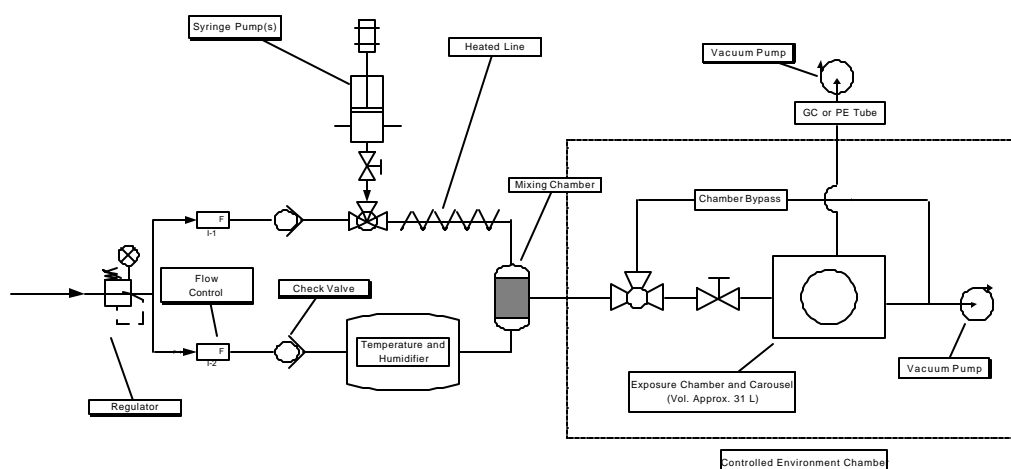 Syringe Pump(s)
Heated Line
Vacuum Pump
GC or PE Tube
Mixing Chamber
Chamber Bypass
F
I-1
Flow
Control
Check Valve
F
I-2
Temperature and
Humidifier
Regulator
Exposure Chamber and Carousel
(Vol. Approx. 31 L)
Vacuum Pump
Controlled Environment Chamber